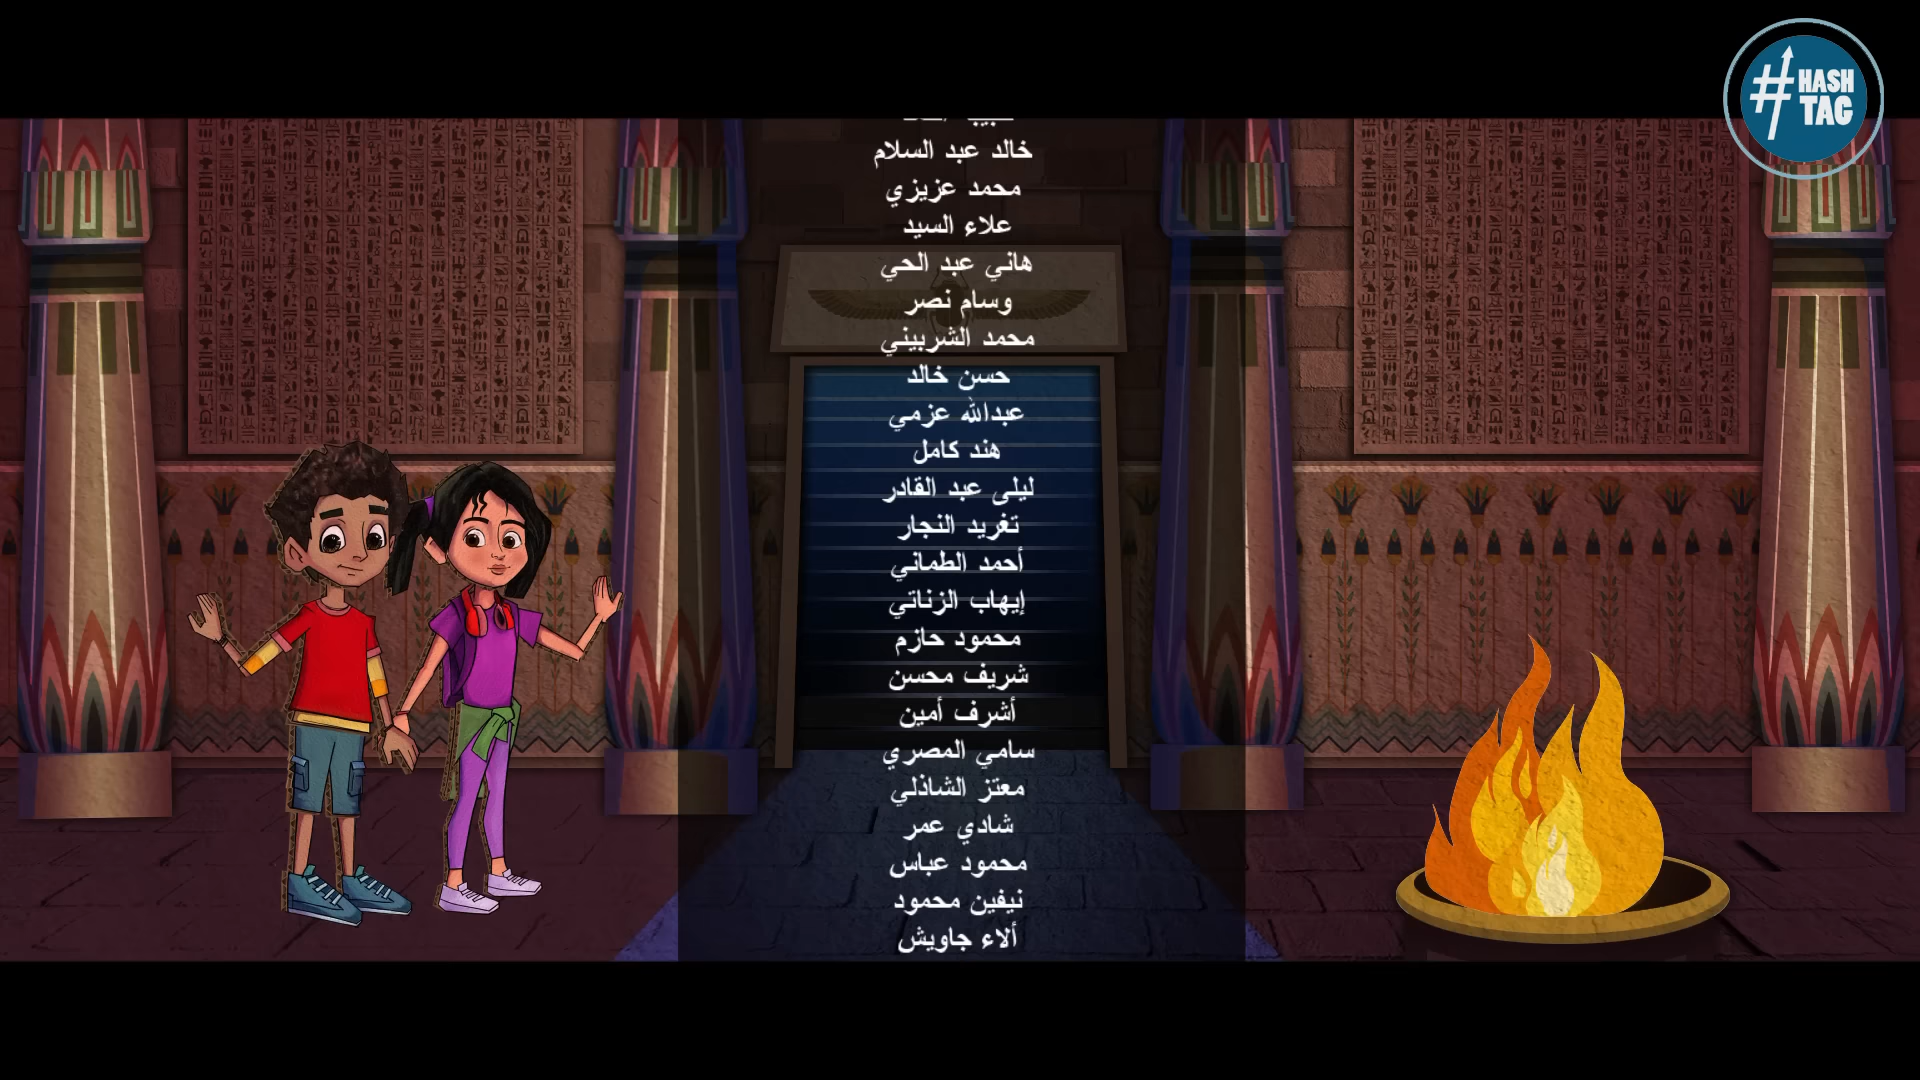 خالد عبد السلام
محمد عزيزي
علاء السيد
هاني عبد الحي
وسام نصر
محمد الشربيني
حسن خالد
عبدالله عزمي
هند كامل
ليلى عبد القادر
تغريد النجار
أحمد الطماني
إيهاب الزناتي
محمود حازم
شريف محسن
أشرف أمين
سامي المصري
معتز الشاذلي
شادي عمر
محمود عباس
نيفين محمود
ألاء جاويش
#HASH
TAG